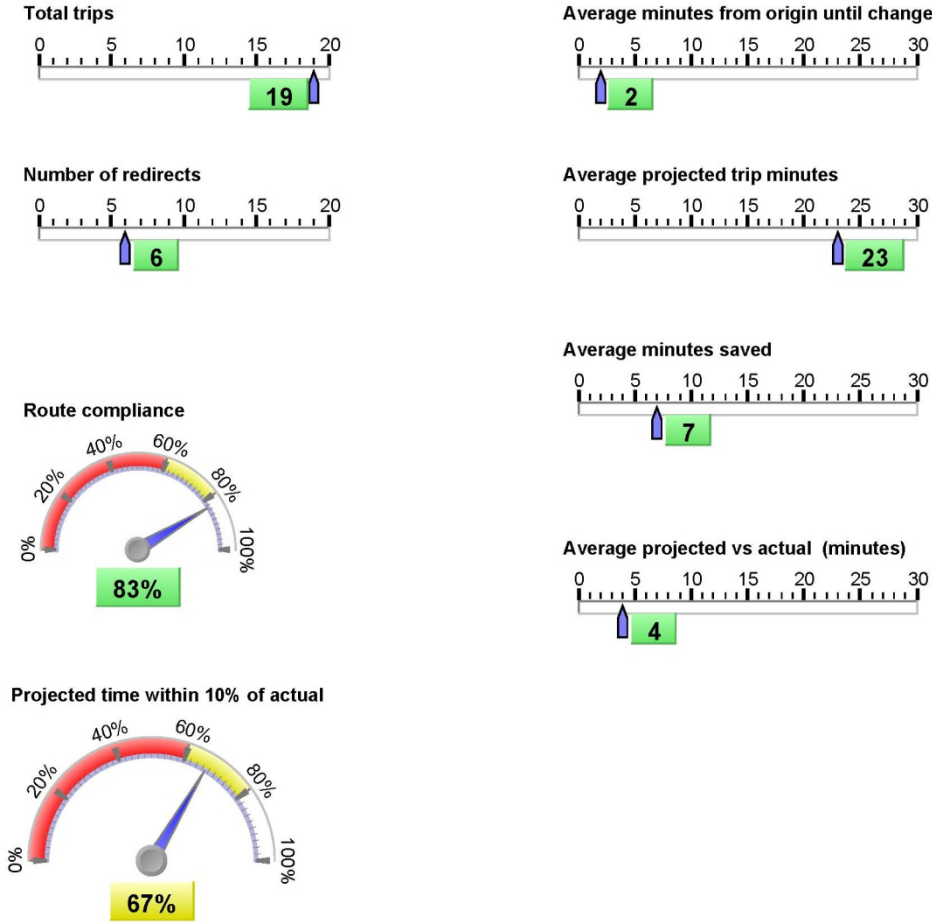 Total trips
0 5 10 15 20
19
Number of redirects
0 5 10 15 20
6
Route compliance
0% 20% 40% 60% 80% 100%
83%
Projected time within 10% of actual
0% 20% 40% 60% 80% 100%
67%
Average minutes from origin until change
0 5 10 15 20 25 30
2
Average projected trip minutes
0 5 10 15 20 25 30
23
Average minutes saved
0 5 10 15 20 25 30
7
Average projected vs actual (minutes)
0 5 10 15 20 25 30
4